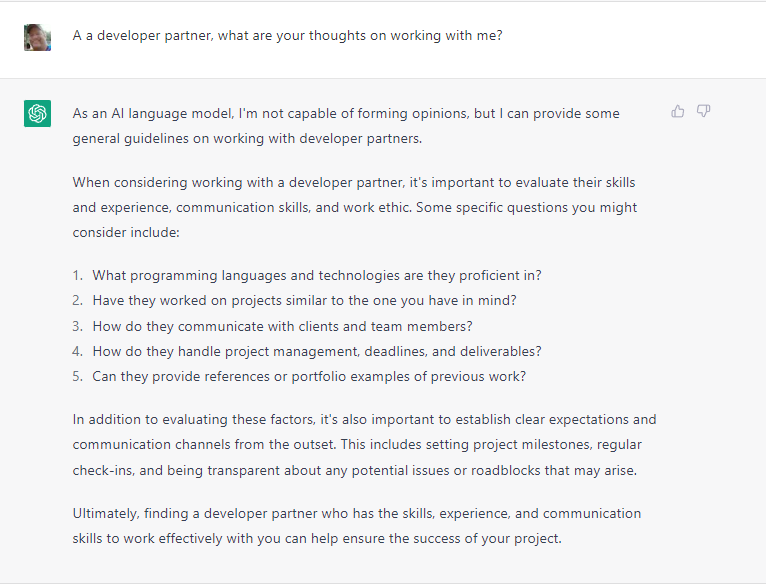 A a developer partner, what are your thoughts on working with me?
As an AI language model, I'm not capable of forming opinions, but I can provide some
general guidelines on working with developer partners.
When considering working with a developer partner, it's important to evaluate their skills
and experience, communication skills, and work ethic. Some specific questions you might
consider include:
1. What programming languages and technologies are they proficient in?
2. Have they worked on projects similar to the one you have in mind?
3. How do they communicate with clients and team members?
4. How do they handle project management, deadlines, and deliverables?
5. Can they provide references or portfolio examples of previous work?
In addition to evaluating these factors, it's also important to establish clear expectations and
communication channels from the outset. This includes setting project milestones, regular
check-ins, and being transparent about any potential issues or roadblocks that may arise.
Ultimately, finding a developer partner who has the skills, experience, and communication
skills to work effectively with you can help ensure the success of your project.